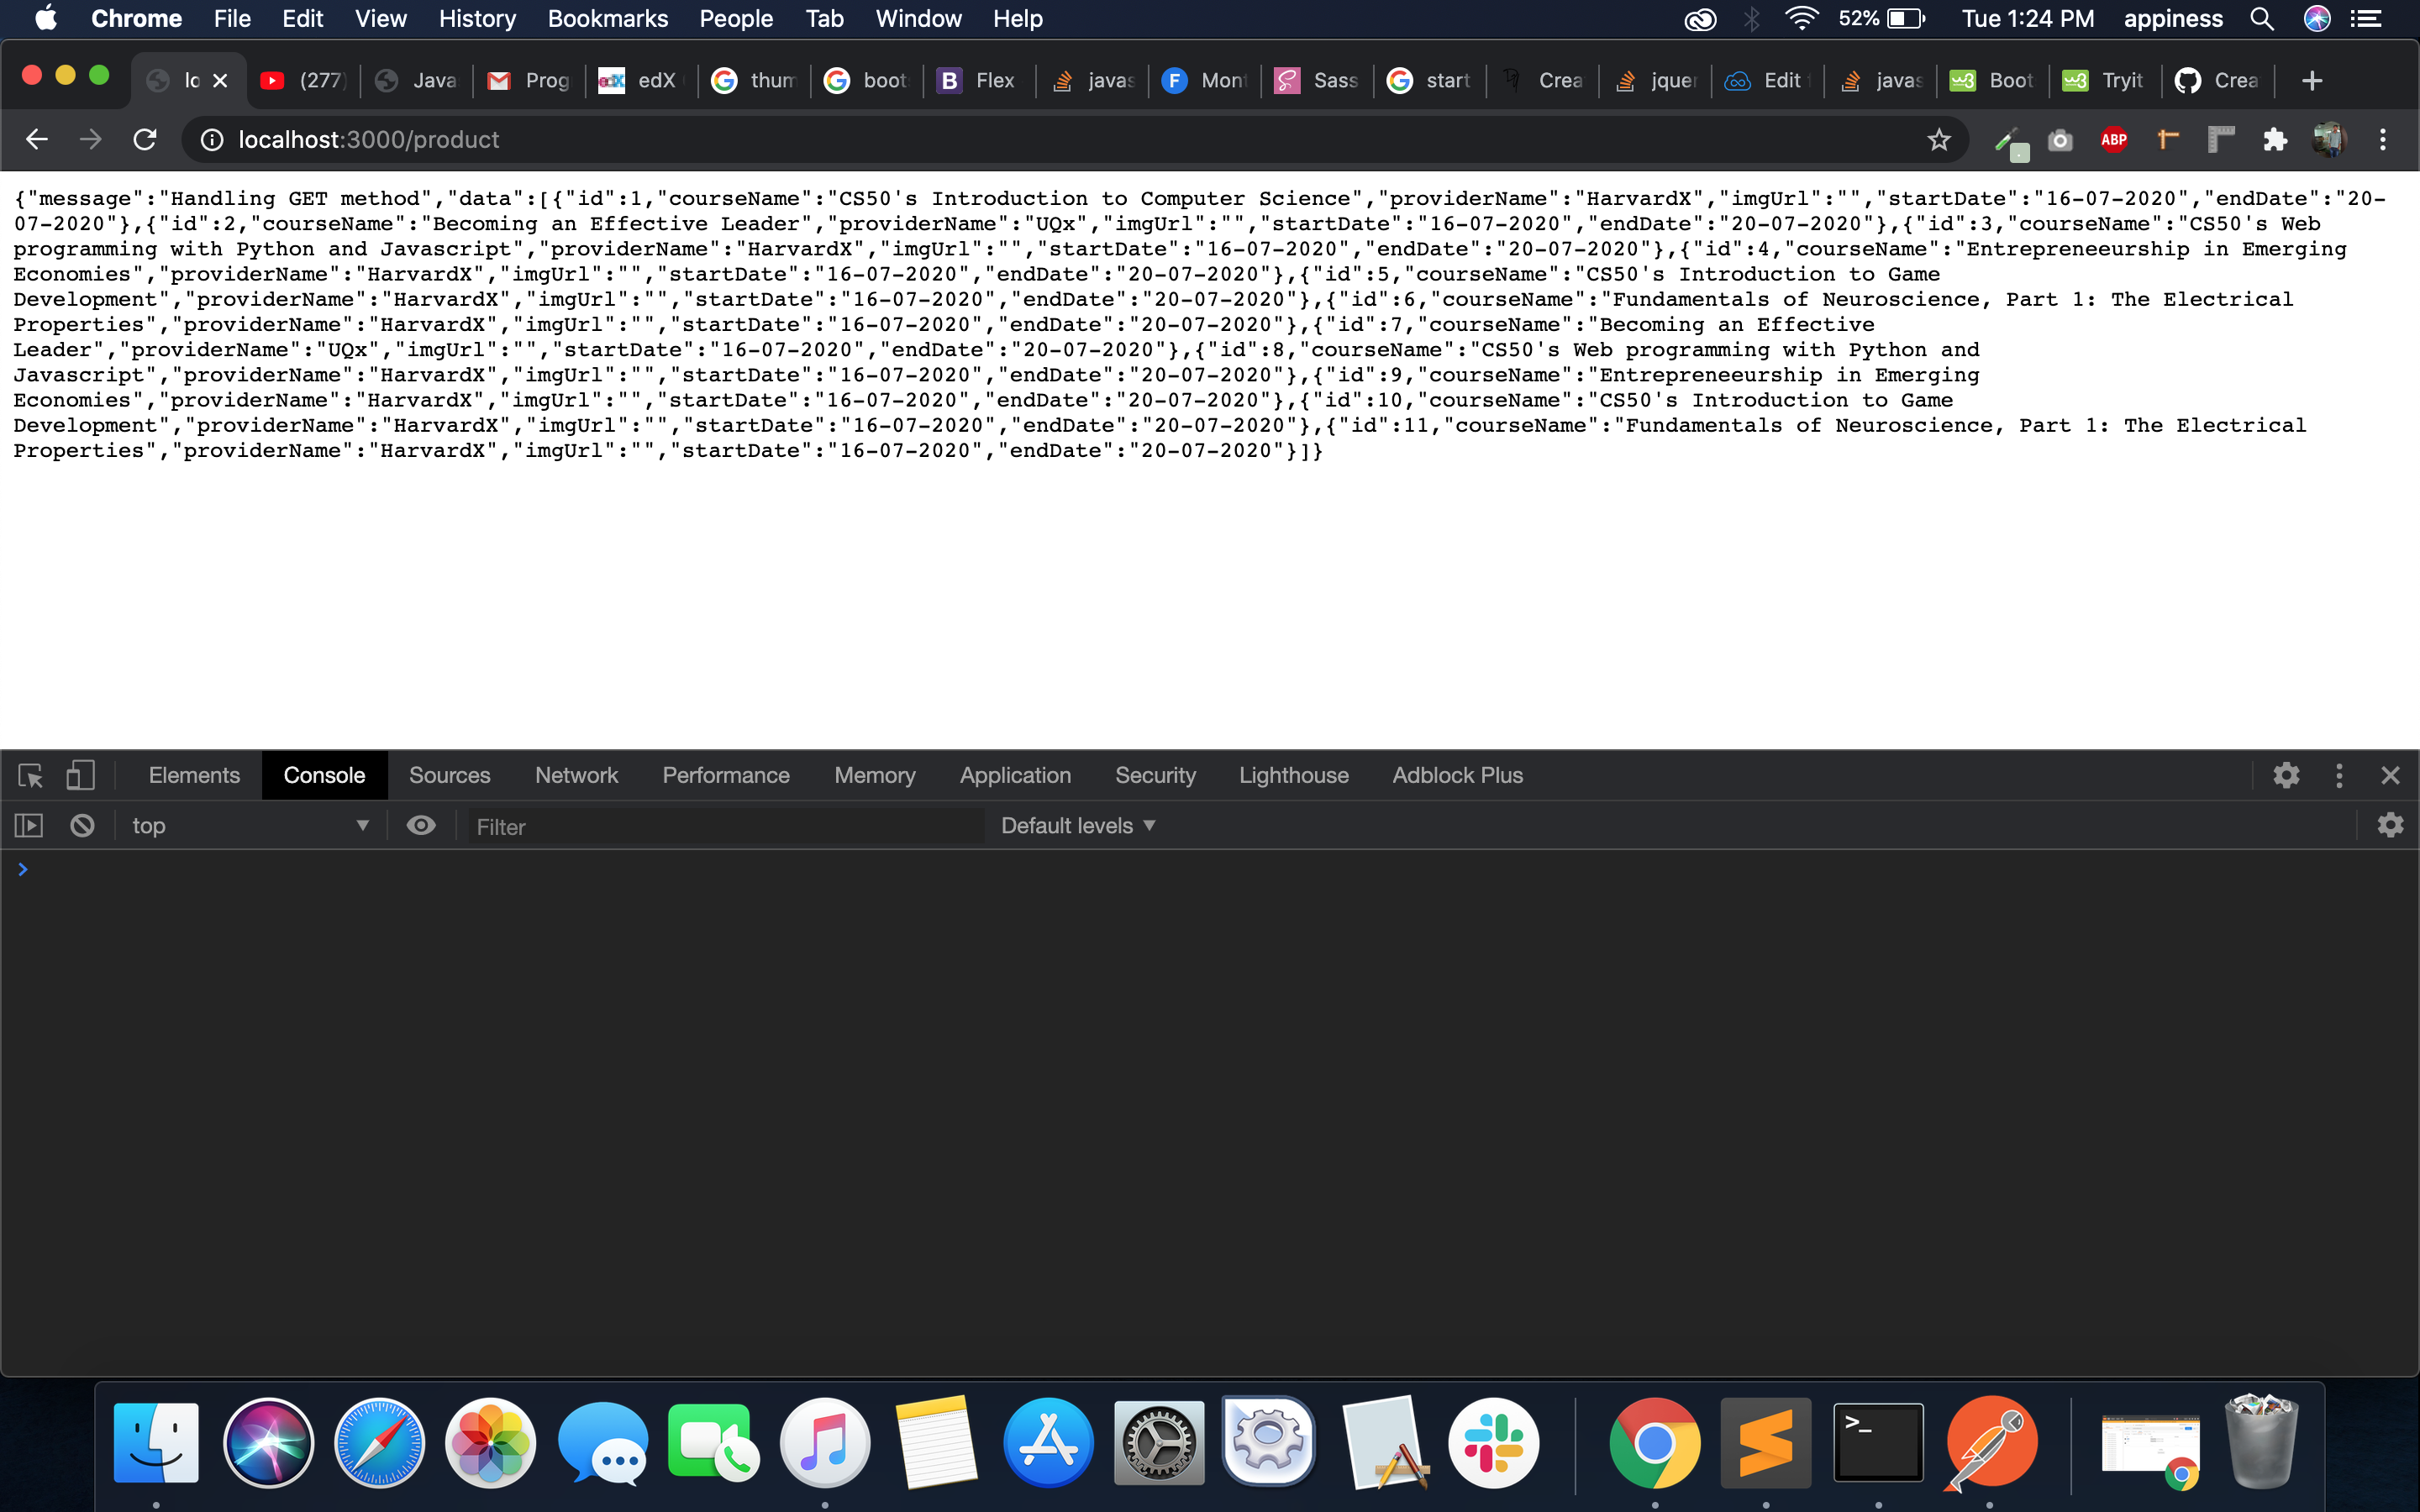 Chrome File Edit View History Bookmarks People Tab Window Help 52% Tue 1:24 PM appiness
lo (277) Java Prog edX thum boot Flex javas Mont Sass start Crea jquer Edit javas Boot Tryit Crea
localhost:3000/product
{"message":"Handling GET method","data":[{"id":1,"courseName":"CS50's Introduction to Computer Science","providerName":"HarvardX","imgUrl":"","startDate":"16-07-2020","endDate":"20-
07-2020"},{"id":2,"courseName":"Becoming an Effective Leader","providerName":"UQx","imgUrl":"","startDate":"16-07-2020","endDate":"20-07-2020"},{"id":3,"courseName":"CS50's Web
programming with Python and Javascript","providerName":"HarvardX","imgUrl":"","startDate":"16-07-2020","endDate":"20-07-2020"},{"id":4,"courseName":"Entrepreneeurship in Emerging
Economies","providerName":"HarvardX","imgUrl":"","startDate":"16-07-2020","endDate":"20-07-2020"},{"id":5,"courseName":"CS50's Introduction to Game
Development","providerName":"HarvardX","imgUrl":"","startDate":"16-07-2020","endDate":"20-07-2020"},{"id":6,"courseName":"Fundamentals of Neuroscience, Part 1: The Electrical
Properties","providerName":"HarvardX","imgUrl":"","startDate":"16-07-2020","endDate":"20-07-2020"},{"id":7,"courseName":"Becoming an Effective
Leader","providerName":"UQx","imgUrl":"","startDate":"16-07-2020","endDate":"20-07-2020"},{"id":8,"courseName":"CS50's Web programming with Python and
Javascript","providerName":"HarvardX","imgUrl":"","startDate":"16-07-2020","endDate":"20-07-2020"},{"id":9,"courseName":"Entrepreneeurship in Emerging
Economies","providerName":"HarvardX","imgUrl":"","startDate":"16-07-2020","endDate":"20-07-2020"},{"id":10,"courseName":"CS50's Introduction to Game
Development","providerName":"HarvardX","imgUrl":"","startDate":"16-07-2020","endDate":"20-07-2020"},{"id":11,"courseName":"Fundamentals of Neuroscience, Part 1: The Electrical
Properties","providerName":"HarvardX","imgUrl":"","startDate":"16-07-2020","endDate":"20-07-2020"}]}
Elements Console Sources Network Performance Memory Application Security Lighthouse Adblock Plus
top Filter Default levels